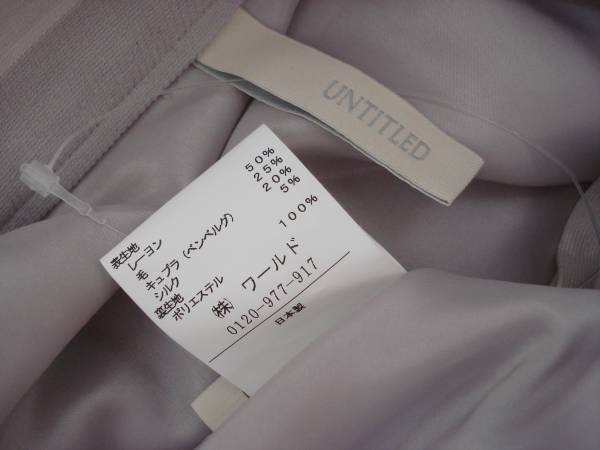 UNTITLED
表生地
レーヨン 50%
毛 25%
キュプラ (ベンベルグ) 20%
シルク 5%
裏生地
ポリエステル 100%
(株) ワールド
0120-977-917
日本製